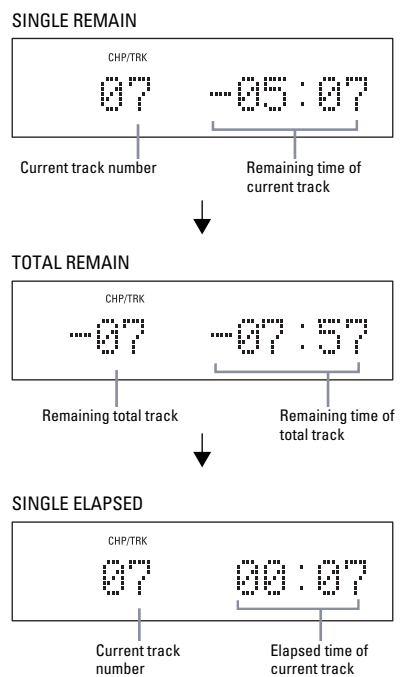 SINGLE REMAIN
CHP/TRK
07 -05:07
Current track number
Remaining time of
current track
TOTAL REMAIN
CHP/TRK
-07 -07:57
Remaining total track
Remaining time of
total track
SINGLE ELAPSED
CHP/TRK
07 00:07
Current track
number
Elapsed time of
current track